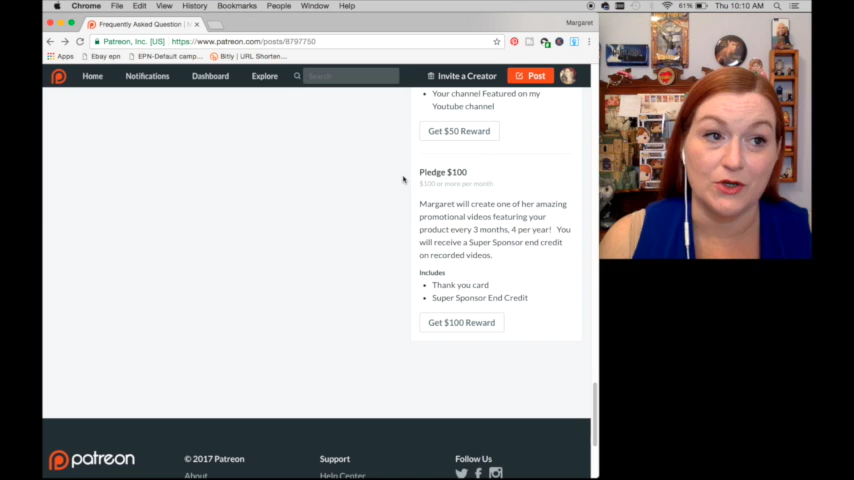 Chrome File Edit View History Bookmarks People Window Help 61% Thu 10:10 AM
Frequently Asked Question | M Margaret
Patreon, Inc. [US] https://www.patreon.com/posts/8797750
Apps Ebay epn EPN-Default camp... Bitly | URL Shorten...
Home Notifications Dashboard Explore Search Invite a Creator Post
Your channel Featured on my
Youtube channel
Get $50 Reward
Pledge $100
$100 or more per month
Margaret will create one of her amazing
promotional videos featuring your
product every 3 months, 4 per year! You
will receive a Super Sponsor end credit
on recorded videos.
Includes
Thank you card
Super Sponsor End Credit
Get $100 Reward
patreon © 2017 Patreon Support Follow Us
About Help Center